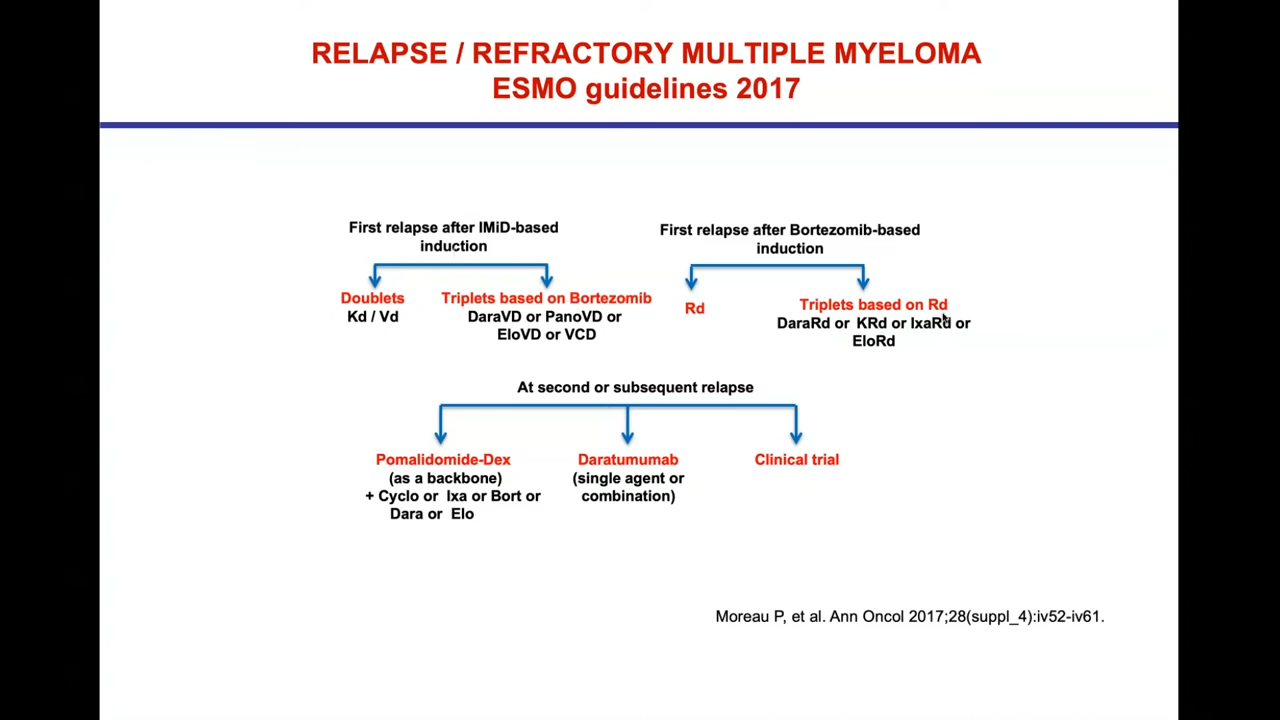 RELAPSE / REFRACTORY MULTIPLE MYELOMA
ESMO guidelines 2017
First relapse after IMiD-based
induction
Doublets
Kd / Vd
Triplets based on Bortezomib
DaraVD or PanoVD or
EloVD or VCD
First relapse after Bortezomib-based
induction
Rd
Triplets based on Rd
DaraRd or KRd or IxaRd or
EloRd
At second or subsequent relapse
Pomalidomide-Dex
(as a backbone)
+ Cyclo or Ixa or Bort or
Dara or Elo
Daratumumab
(single agent or
combination)
Clinical trial
Moreau P, et al. Ann Oncol 2017;28(suppl_4):iv52-iv61.